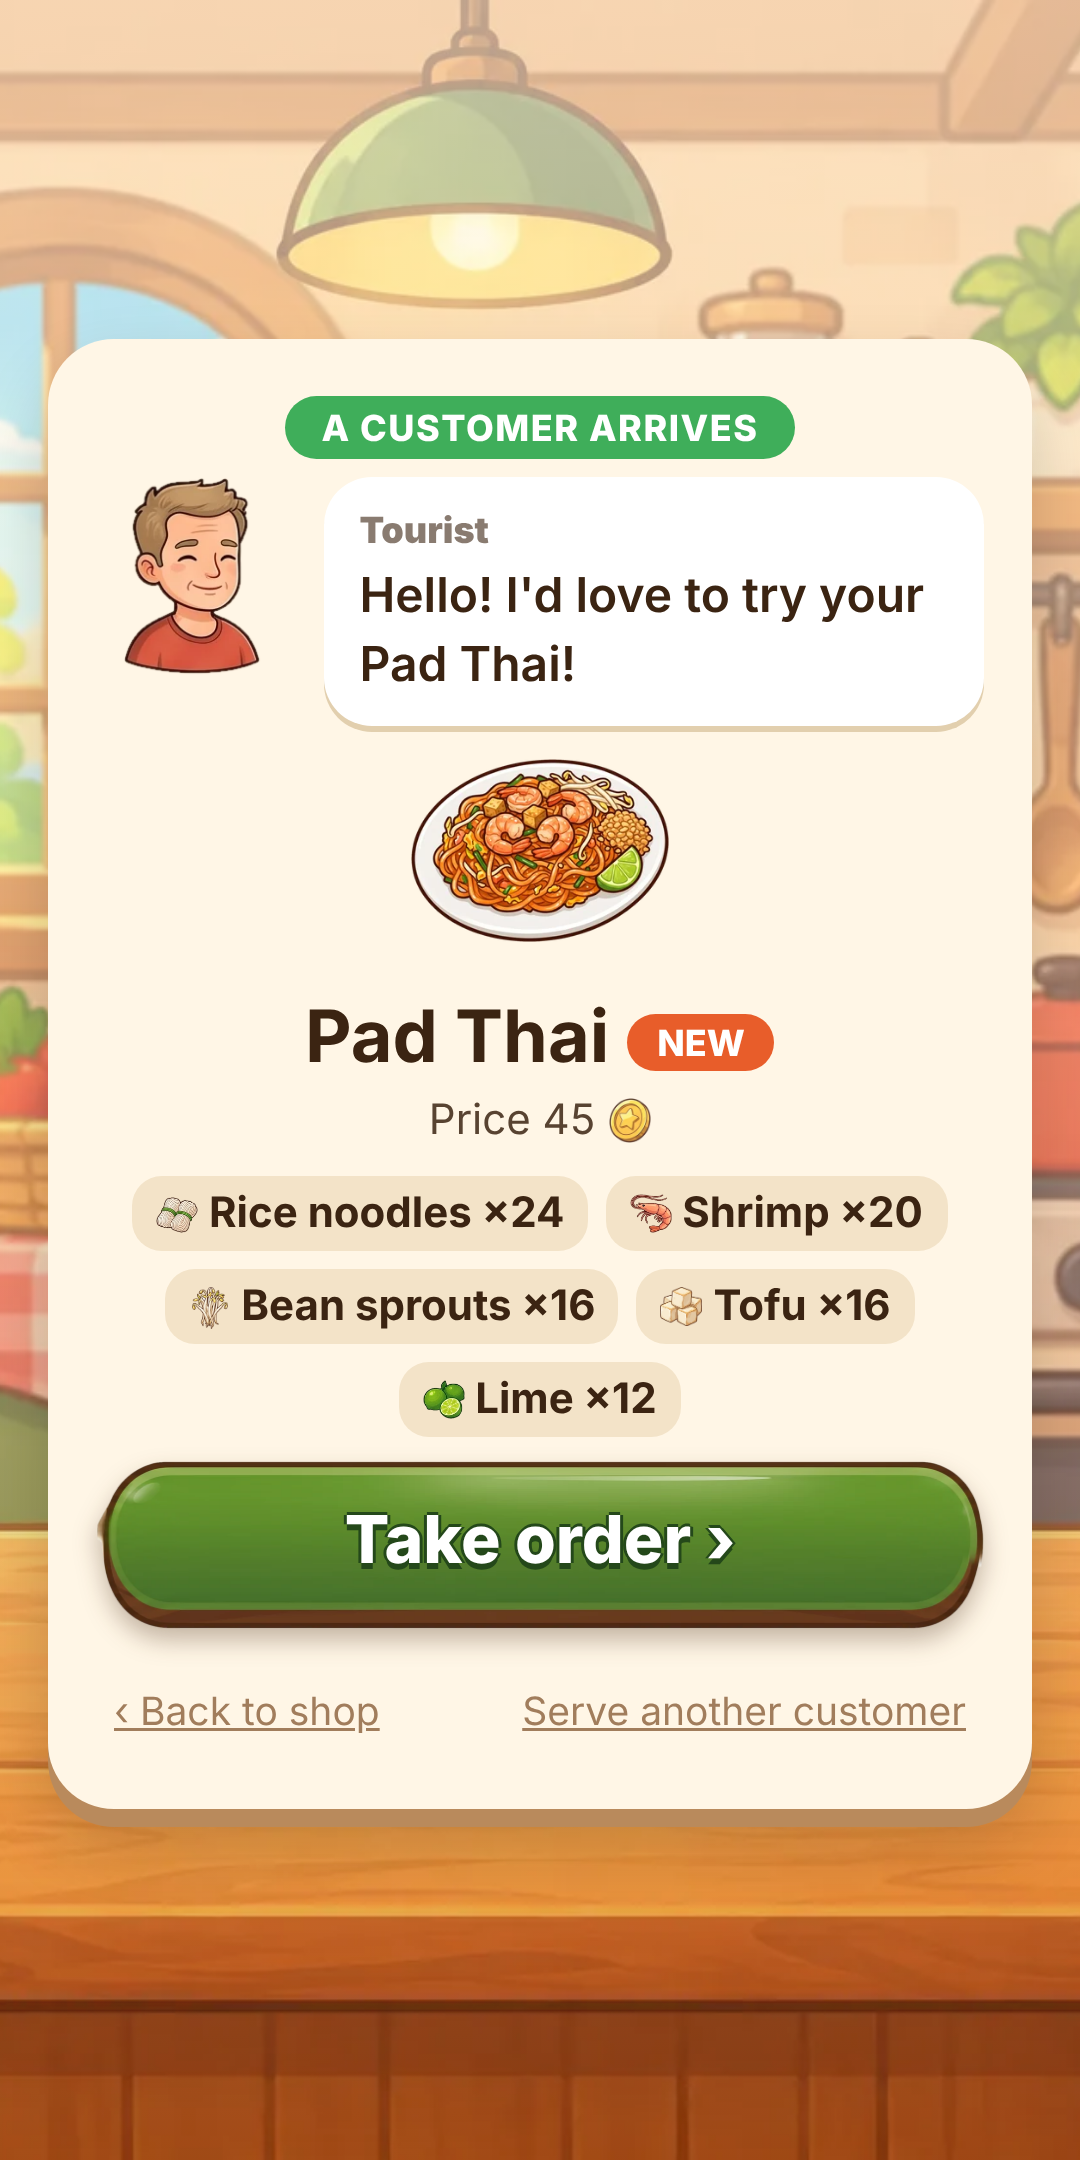 A CUSTOMER ARRIVES
Tourist
Hello! I'd love to try your
Pad Thai!
Pad Thai NEW
Price 45
Rice noodles ×24 Shrimp ×20
Bean sprouts ×16 Tofu ×16
Lime ×12
Take order ›
‹ Back to shop Serve another customer